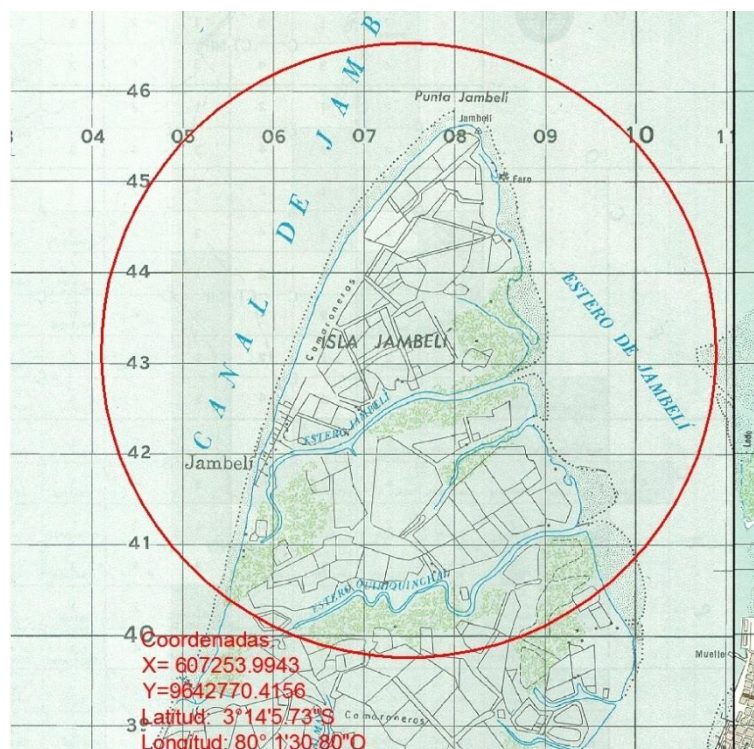 CANAL DE JAMB
46
Punta Jambelí
Jambelí
04
05
06
07
08
09
10
11
45
Faro
44
Camaroneras
ESTERO DE JAMBELÍ
ISLA JAMBELÍ
43
ESTERO JAMBELÍ
42
Jambelí
41
ESTERO QUIRIQUINCHAL
40
Coordenadas
X= 607253.9943
Muelle
Y=9642770.4156
Latitud: 3°14'5.73"S
39
Camaroneras
Longitud: 80° 1'30.80"O